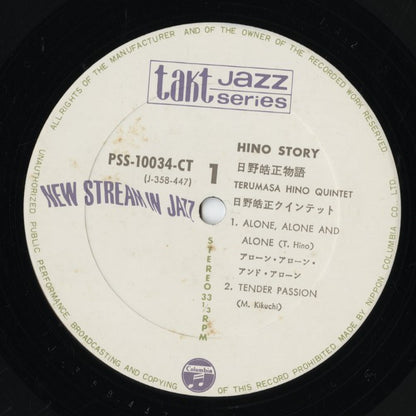 takt JAZZ
series
HINO STORY
PSS-10034-CT
(J-358-447)
1
日野皓正物語
TERUMASA HINO QUINTET
日野皓正クインテット
NEW STREAM IN JAZZ
STEREO 33 1/3 RPM
1. ALONE, ALONE AND
ALONE (T. Hino)
アローン・アローン・
アンド・アローン
2. TENDER PASSION
(M. Kikuchi)
Columbia
ALL RIGHTS OF THE MANUFACTURER AND OF THE OWNER OF THE RECORDED WORK RESERVED
UNAUTHORIZED PUBLIC PERFORMANCE BROADCASTING AND COPYING OF THIS RECORD PROHIBITED MADE BY NIPPON COLUMBIA CO. LTD